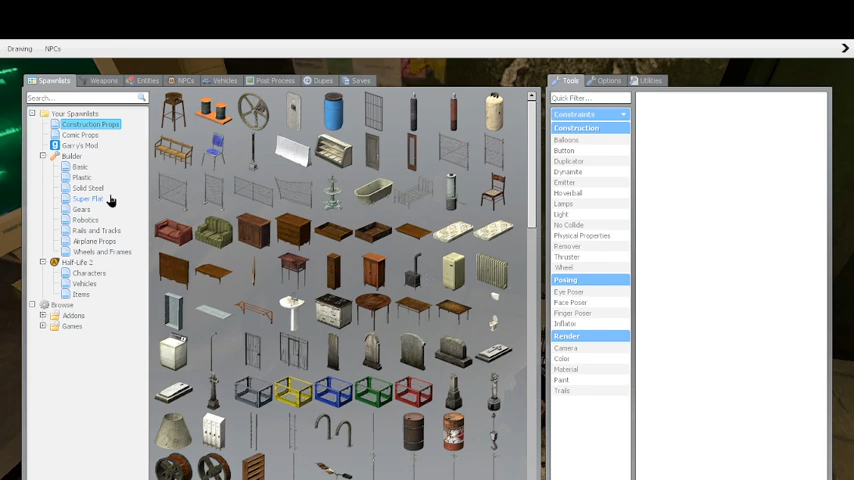 Drawing NPCs
Spawnlists Weapons Entities NPCs Vehicles Post Process Dupes Saves
Search...
Your Spawnlists
Construction Props
Comic Props
Garry's Mod
Builder
Basic
Plastic
Solid Steel
Super Flat
Gears
Robotics
Rails and Tracks
Airplane Props
Wheels and Frames
Half-Life 2
Characters
Vehicles
Items
Browse
Addons
Games
Tools Options Utilities
Quick Filter...
Constraints
Construction
Balloons
Button
Duplicator
Dynamite
Emitter
Hoverball
Lamps
Light
No Collide
Physical Properties
Remover
Thruster
Wheel
Posing
Eye Poser
Face Poser
Finger Poser
Inflator
Render
Camera
Color
Material
Paint
Trails